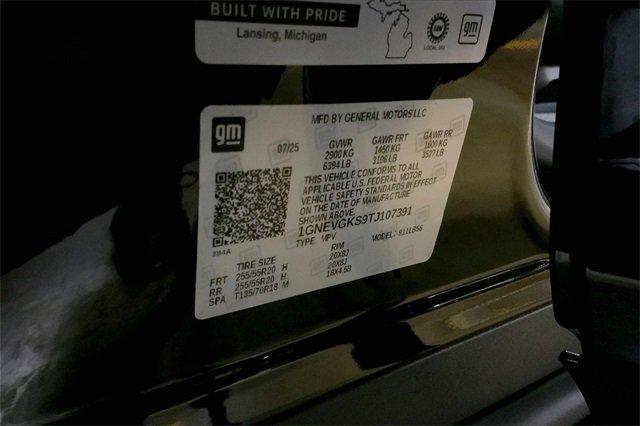 BUILT WITH PRIDE
Lansing, Michigan
LOCAL 602
gm
gm
07/25
MFD BY GENERAL MOTORS LLC
GVWR GAWR FRT GAWR RR
2900 KG 1450 KG 1600 KG
6394 LB 3196 LB 3527 LB
THIS VEHICLE CONFORMS TO ALL
APPLICABLE U.S. FEDERAL MOTOR
VEHICLE SAFETY STANDARDS IN EFFECT
ON THE DATE OF MANUFACTURE
SHOWN ABOVE
1GNEVGKS9TJ107391
TYPE: MPV MODEL: 911LB56
TIRE SIZE RIM
FRT 255/55R20 H 20X8J
RR 255/55R20 H 20X8J
SPA T135/70R18 M 18X4.5B